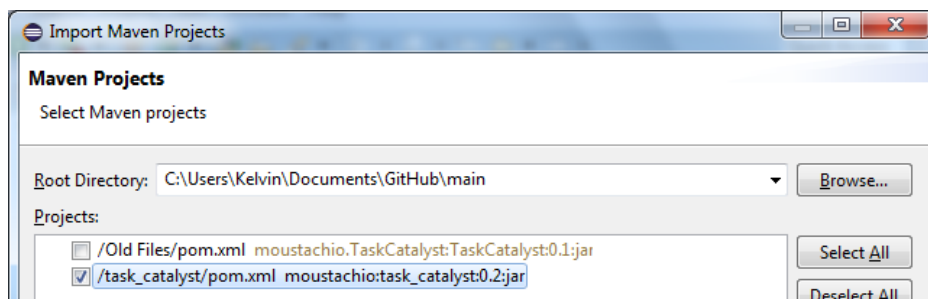 Import Maven Projects
Maven Projects
Select Maven projects
Root Directory: C:\Users\Kelvin\Documents\GitHub\main Browse...
Projects:
/Old Files/pom.xml moustachio.TaskCatalyst:TaskCatalyst:0.1:jar Select All
/task_catalyst/pom.xml moustachio:task_catalyst:0.2:jar
Deselect All